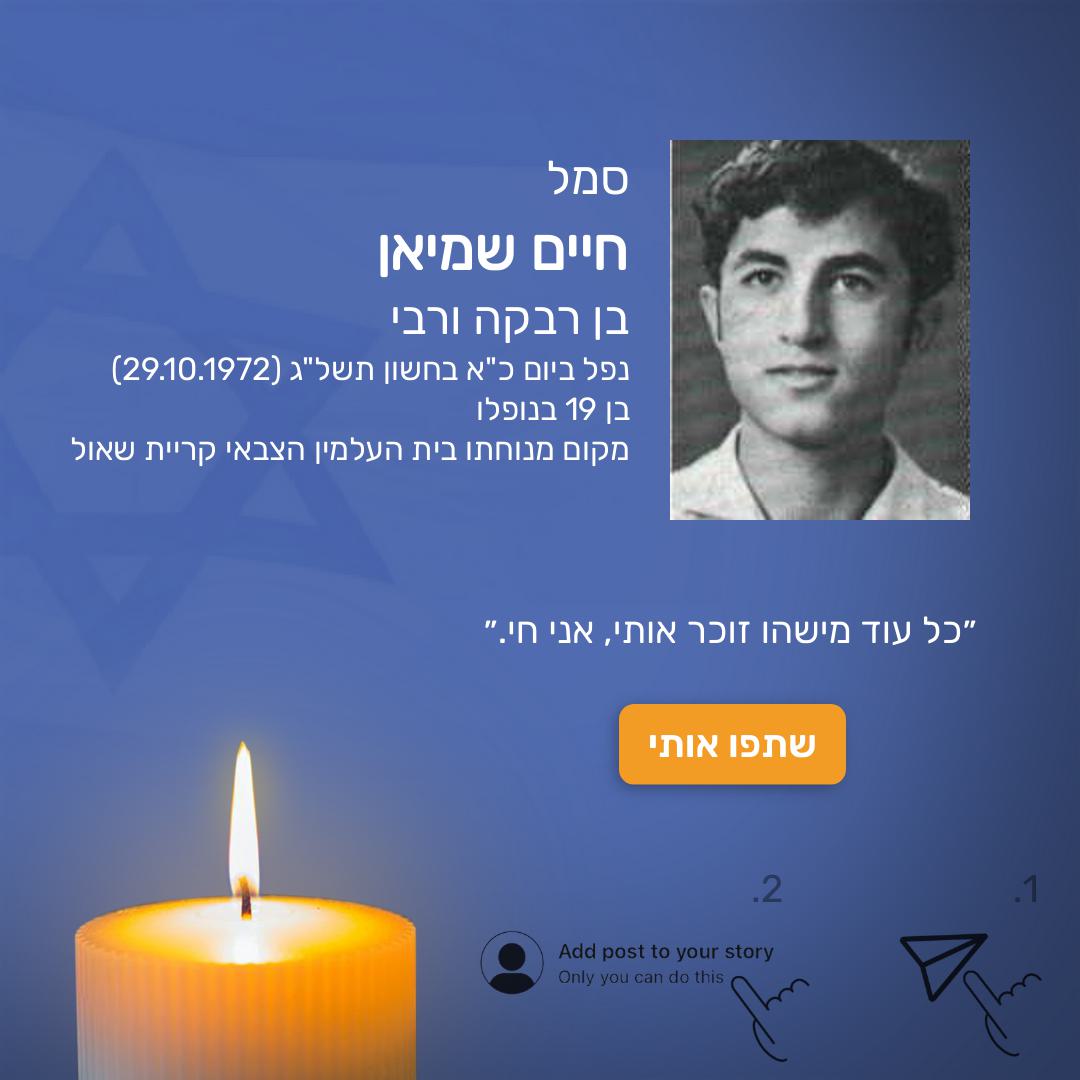 סמל
חיים שמיאן
בן רבקה ורבי
נפל ביום כ"א בחשון תשל"ג (29.10.1972)
בן 19 בנופלו
מקום מנוחתו בית העלמין הצבאי קריית שאול
״כל עוד מישהו זוכר אותי, אני חי.״
שתפו אותי
1.
2.
Add post to your story
Only you can do this